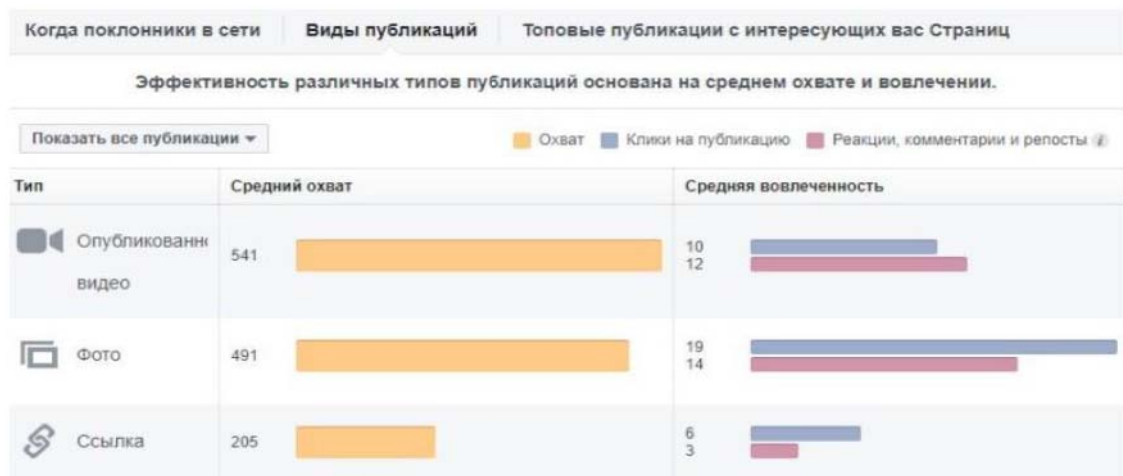 Когда поклонники в сети Виды публикаций Топовые публикации с интересующих вас Страниц
Эффективность различных типов публикаций основана на среднем охвате и вовлечении.
Показать все публикации Охват Клики на публикацию Реакции, комментарии и репосты i
Тип Средний охват Средняя вовлеченность
Опубликованно
видео
541
10
12
Фото
491
19
14
Ссылка
205
6
3